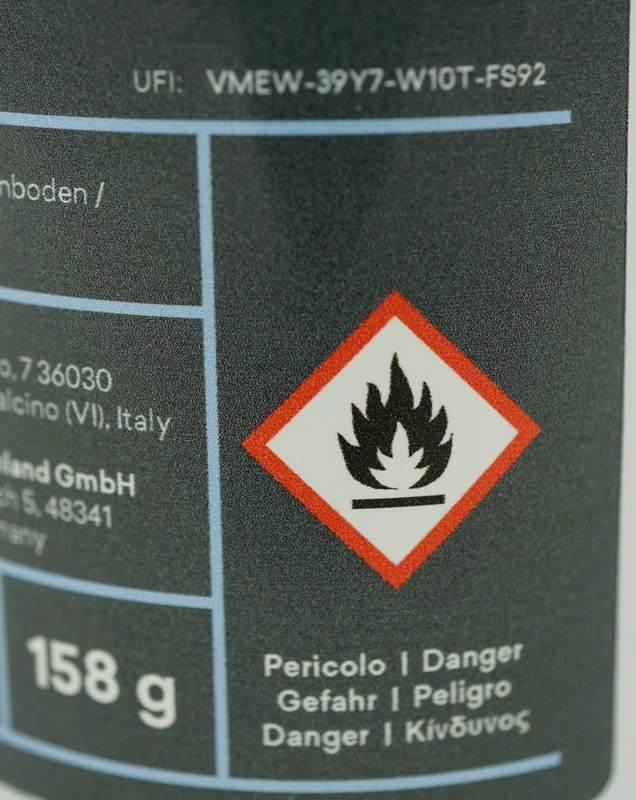 UFI: VMEW-39Y7-W10T-FS92
nboden /
o, 7 36030
alcino (VI), Italy
land GmbH
ch 5, 48341
many
158 g
Pericolo | Danger
Gefahr | Peligro
Danger | Κίνδυνος